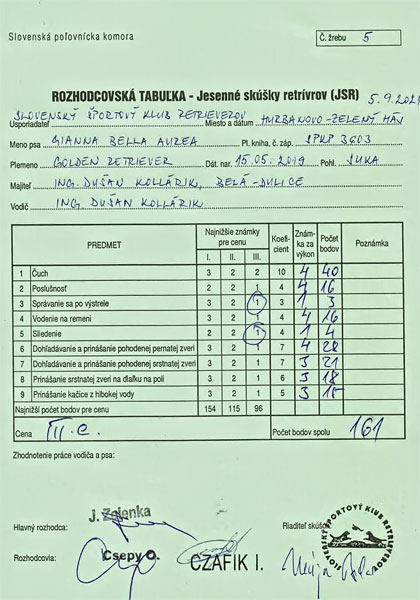 Slovenská poľovnícka komora
Č. žrebu 5
ROZHODCOVSKÁ TABUĽKA - Jesenné skúšky retrívrov (JSR) 5.9.2021
SLOVENSKÝ ŠPORTOVÝ KLUB RETRIEVEROV
Usporiadateľ Miesto a dátum HURBANOVO-ZELENÝ HÁJ
Meno psa GIANNA BELLA AUREA Pl. kniha, č. záp. SPKP 3603
Plemeno GOLDEN RETRIEVER Dát. nar. 15.05.2019 Pohl. SUKA
Majiteľ ING. DUŠAN KOLLÁRIK, BELÁ-DULICE
Vodič ING. DUŠAN KOLLÁRIK
PREDMET Najnižšie známky pre cenu I. II. III. Koeficient Známka za výkon Počet bodov Poznámka
1 Čuch 3 2 2 10 4 40
2 Poslušnosť 2 2 1 4 4 16
3 Správanie sa po výstrele 3 2 1 3 1 3
4 Vodenie na remeni 3 2 1 4 4 16
5 Sliedenie 2 2 1 4 1 4
6 Dohľadávanie a prinášanie pohodenej pernatej zveri 3 2 1 7 4 28
7 Dohľadávanie a prinášanie pohodenej srstnatej zveri 3 2 1 7 3 21
8 Prinášanie srstnatej zveri na diaľku na poli 3 2 1 6 3 18
9 Prinášanie kačice z hlbokej vody 3 2 1 5 3 15
Najnižší počet bodov pre cenu 154 115 96
Cena III.c. Počet bodov spolu 161
Zhodnotenie práce vodiča a psa:
J. Zelenka
Hlavný rozhodca: Riaditeľ skúšok
Rozhodcovia: Csepy O. CZAFIK I.
SLOVENSKÝ ŠPORTOVÝ KLUB RETRIEVEROV